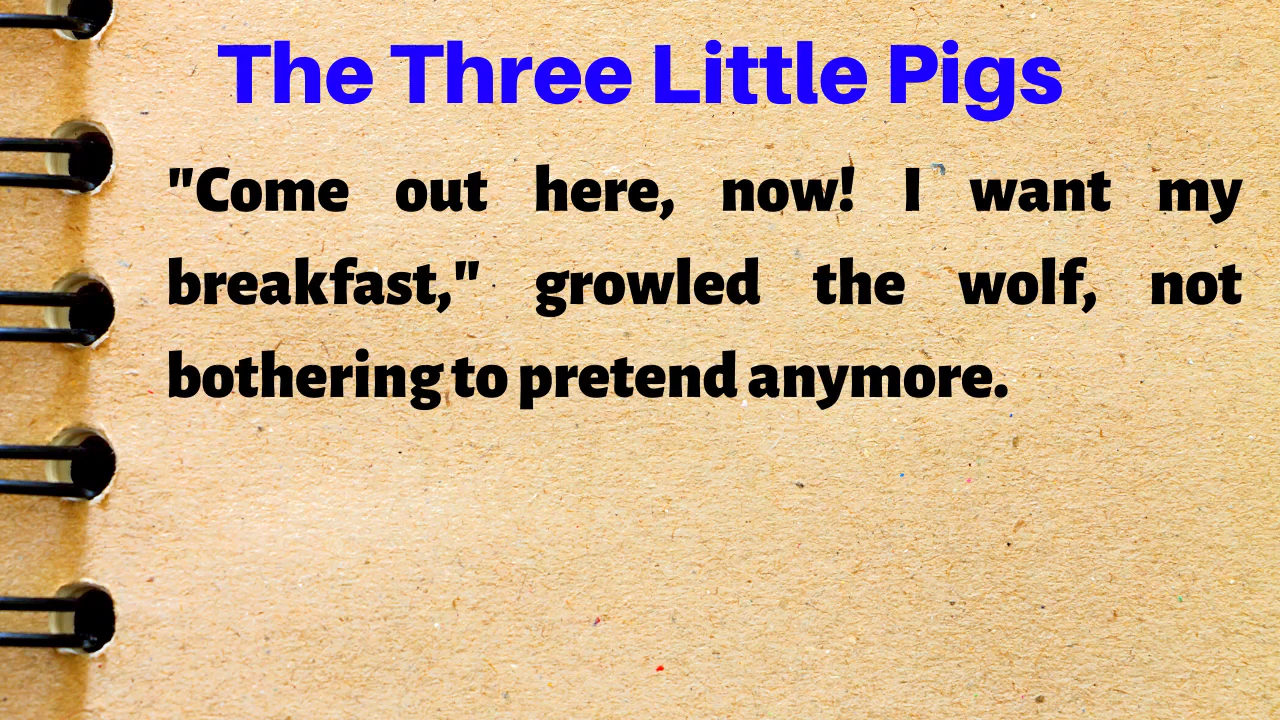 The Three Little Pigs
"Come out here, now! I want my
breakfast," growled the wolf, not
bothering to pretend anymore.